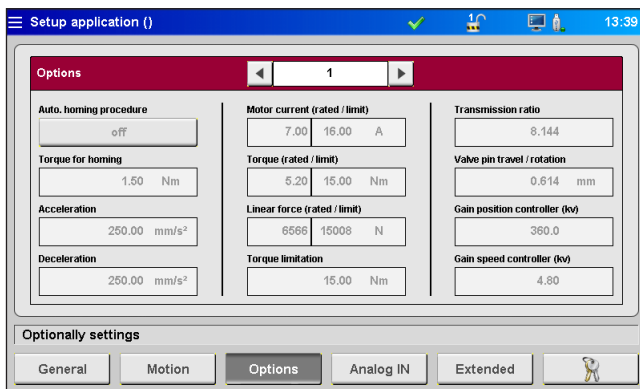 Setup application ()
13:39
Options
1
Auto. homing procedure
off
Torque for homing
1.50 Nm
Acceleration
250.00 mm/s²
Deceleration
250.00 mm/s²
Motor current (rated / limit)
7.00 16.00 A
Torque (rated / limit)
5.20 15.00 Nm
Linear force (rated / limit)
6566 15008 N
Torque limitation
15.00 Nm
Transmission ratio
8.144
Valve pin travel / rotation
0.614 mm
Gain position controller (kv)
360.0
Gain speed controller (kv)
4.80
Optionally settings
General
Motion
Options
Analog IN
Extended